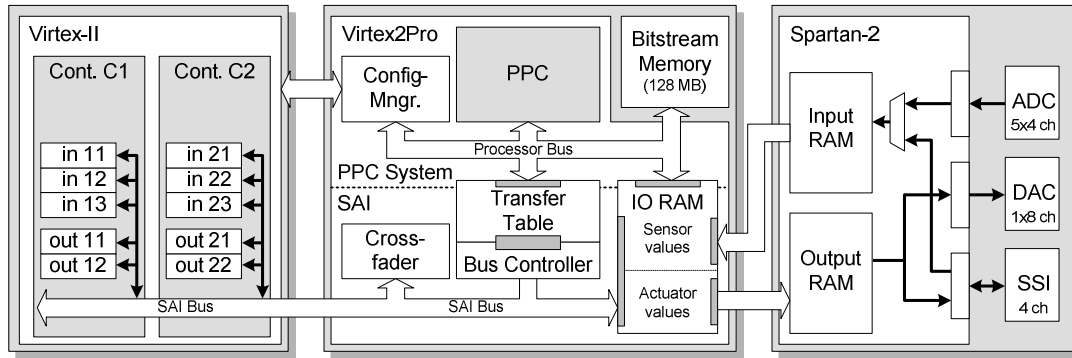 Virtex-II
Cont. C1
Cont. C2
in 11
in 12
in 13
out 11
out 12
in 21
in 22
in 23
out 21
out 22
SAI Bus
Virtex2Pro
Config-
Mngr.
PPC
Bitstream
Memory
(128 MB)
Processor Bus
PPC System
SAI
Transfer
Table
Bus Controller
Cross-
fader
IO RAM
Sensor
values
Actuator
values
SAI Bus
Spartan-2
Input
RAM
Output
RAM
ADC
5x4 ch
DAC
1x8 ch
SSI
4 ch